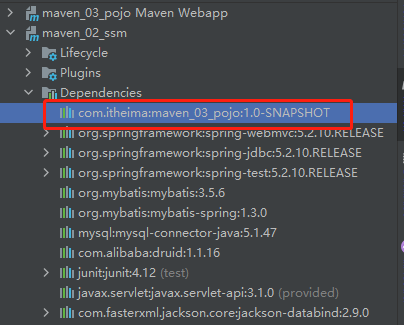 maven_03_pojo Maven Webapp
maven_02_ssm
Lifecycle
Plugins
Dependencies
com.itheima:maven_03_pojo:1.0-SNAPSHOT
org.springframework:spring-webmvc:5.2.10.RELEASE
org.springframework:spring-jdbc:5.2.10.RELEASE
org.springframework:spring-test:5.2.10.RELEASE
org.mybatis:mybatis:3.5.6
org.mybatis:mybatis-spring:1.3.0
mysql:mysql-connector-java:5.1.47
com.alibaba:druid:1.1.16
junit:junit:4.12 (test)
javax.servlet:javax.servlet-api:3.1.0 (provided)
com.fasterxml.jackson.core:jackson-databind:2.9.0